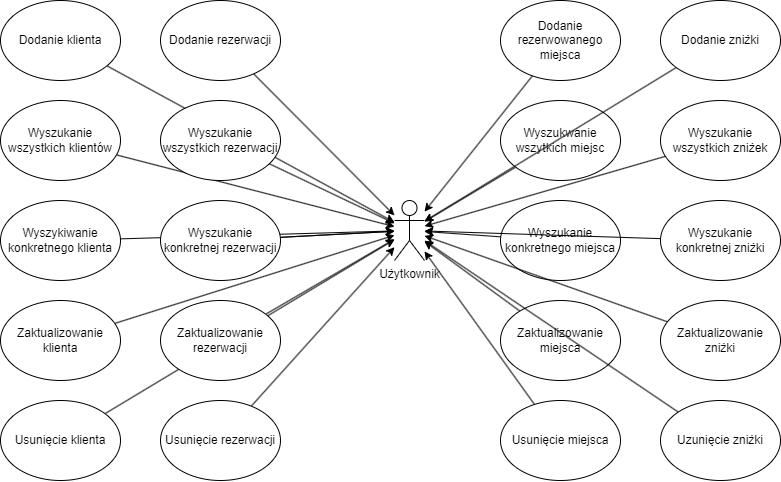 Dodanie klienta
Dodanie rezerwacji
Dodanie
rezerwowanego
miejsca
Dodanie zniżki
Wyszukanie
wszystkich klientów
Wyszukanie
wszystkich rezerwacji
Wyszukwanie
wszytkich miejsc
Wyszukanie
wszystkich zniżek
Wyszykiwanie
konkretnego klienta
Wyszukanie
konkretnej rezerwacji
Wyszukanie
konkretnego miejsca
Wyszukanie
konkretnej zniżki
Użytkownik
Zaktualizowanie
klienta
Zaktualizowanie
rezerwacji
Zaktualizowanie
miejsca
Zaktualizowanie
zniżki
Usunięcie klienta
Usunięcie rezerwacji
Usunięcie miejsca
Uzunięcie zniżki